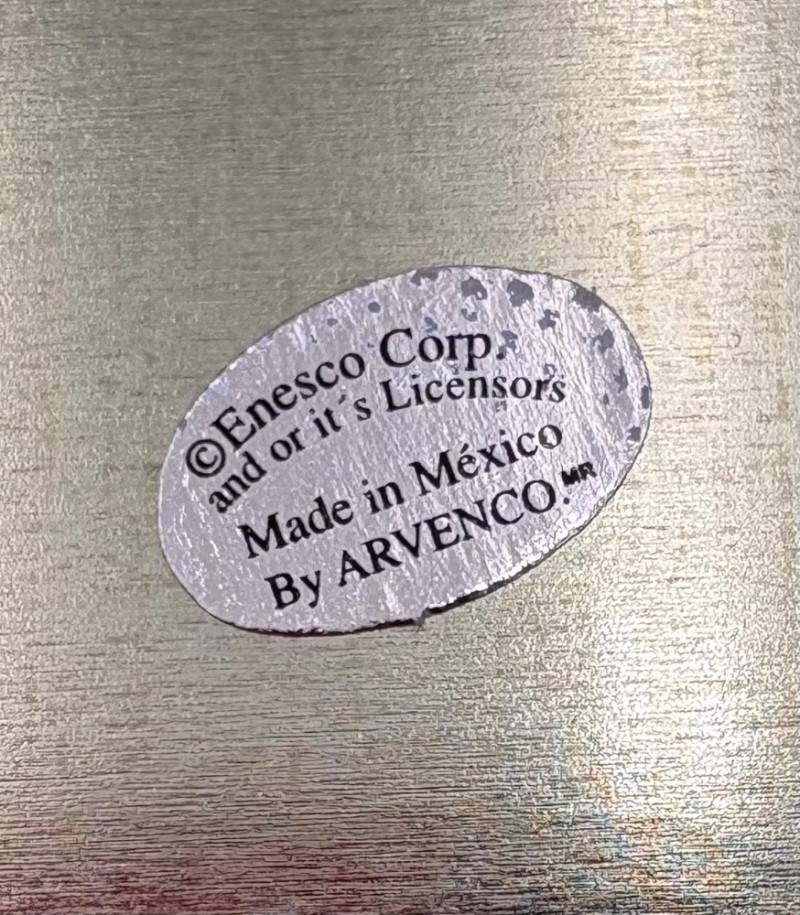 ©Enesco Corp.
and or it´s Licensors
Made in México
By ARVENCO.MR